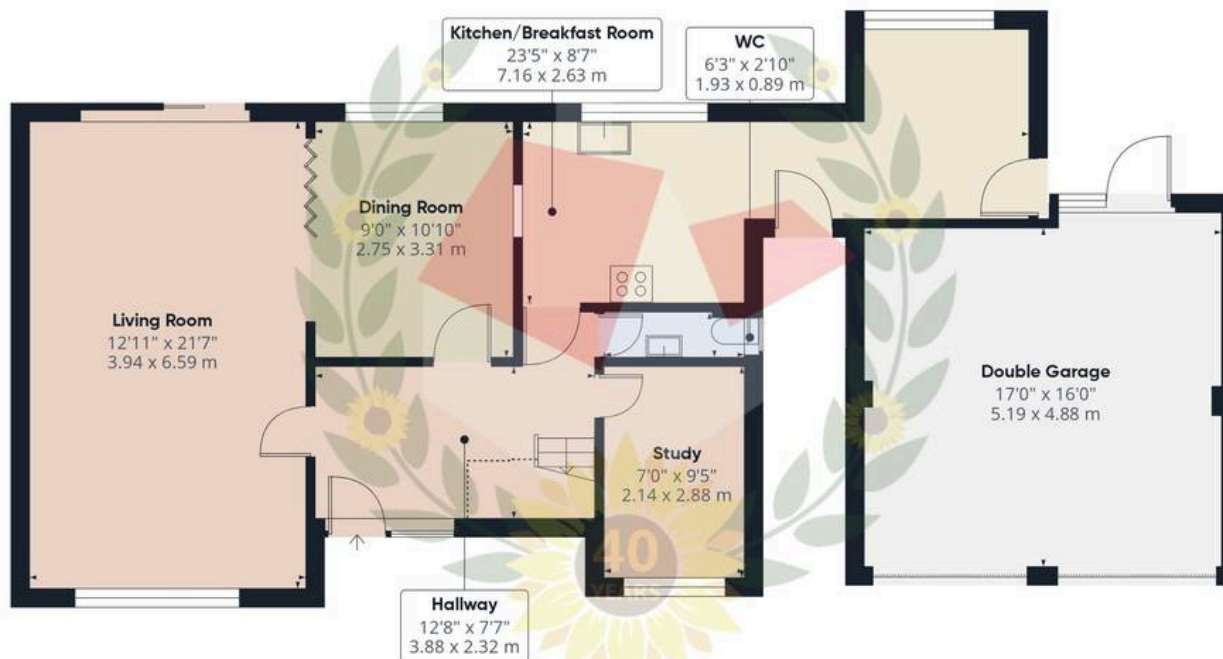 Kitchen/Breakfast Room
23'5" x 8'7"
7.16 x 2.63 m
WC
6'3" x 2'10"
1.93 x 0.89 m
Dining Room
9'0" x 10'10"
2.75 x 3.31 m
Living Room
12'11" x 21'7"
3.94 x 6.59 m
Double Garage
17'0" x 16'0"
5.19 x 4.88 m
Study
7'0" x 9'5"
2.14 x 2.88 m
40
YEARS
Hallway
12'8" x 7'7"
3.88 x 2.32 m